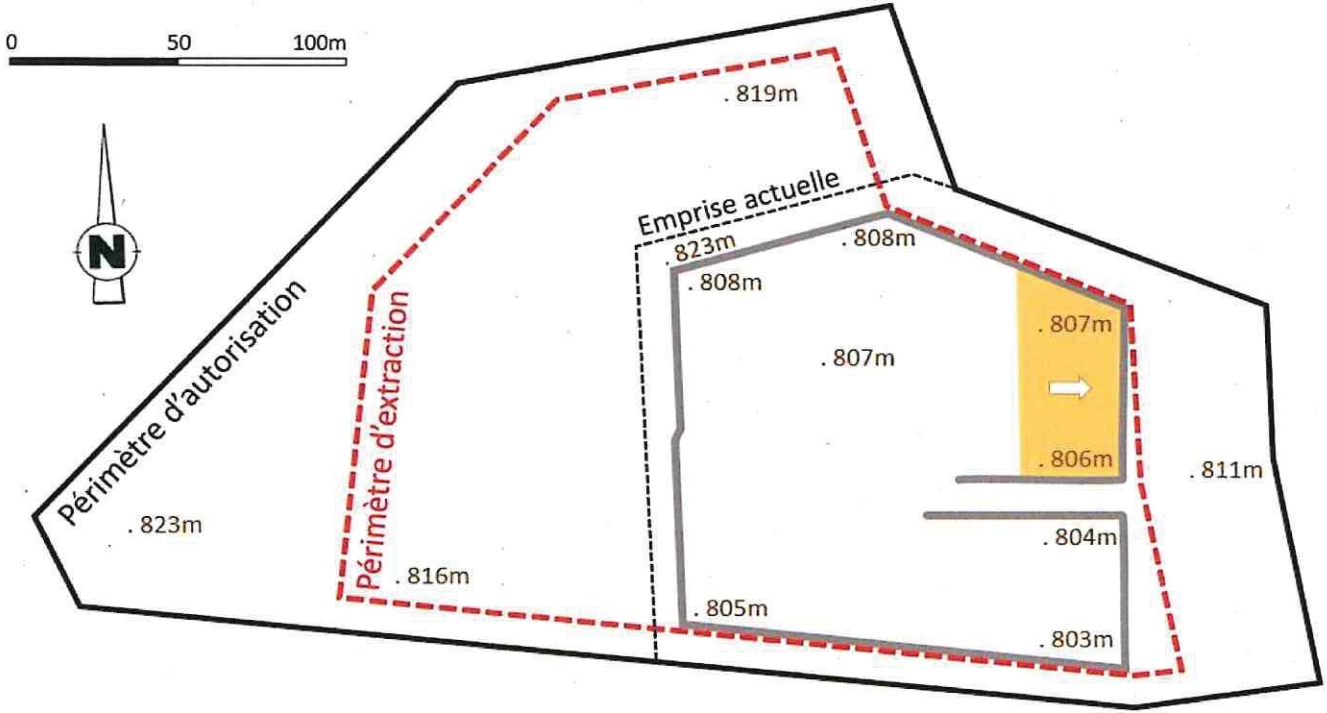 0 50 100m
. 819m
N
Emprise actuelle
. 823m
. 808m
. 808m
Périmètre d'autorisation
Périmètre d'extraction
. 807m
. 807m
. 806m
. 811m
. 823m
. 804m
. 816m
. 805m
. 803m